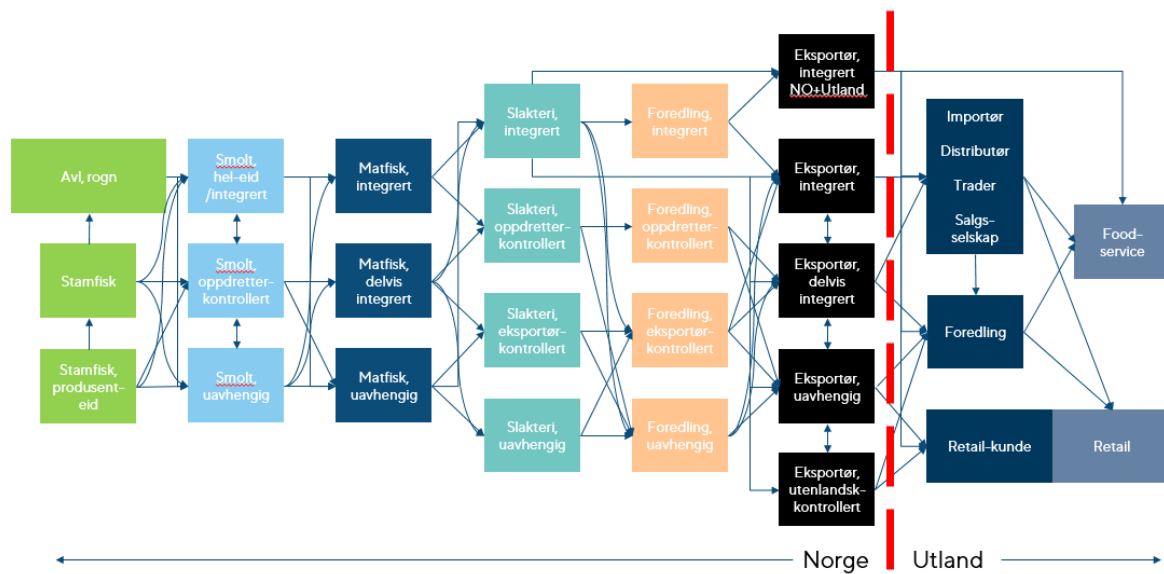 Avl, rogn
Stamfisk
Stamfisk,
produsent-
eid
Smolt,
hel-eid
/integrert
Smolt,
oppdretter-
kontrollert
Smolt,
uavhengig
Matfisk,
integrert
Matfisk,
delvis
integrert
Matfisk,
uavhengig
Slakteri,
integrert
Slakteri,
oppdretter-
kontrollert
Slakteri,
eksportør-
kontrollert
Slakteri,
uavhengig
Foredling,
integrert
Foredling,
oppdretter-
kontrollert
Foredling,
eksportør-
kontrollert
Foredling,
uavhengig
Eksportør,
integrert
NO+Utland
Eksportør,
integrert
Eksportør,
delvis
integrert
Eksportør,
uavhengig
Eksportør,
utenlandsk-
kontrollert
Importør
Distributør
Trader
Salgs-
selskap
Foredling
Retail-kunde
Retail
Food-
service
Norge
Utland